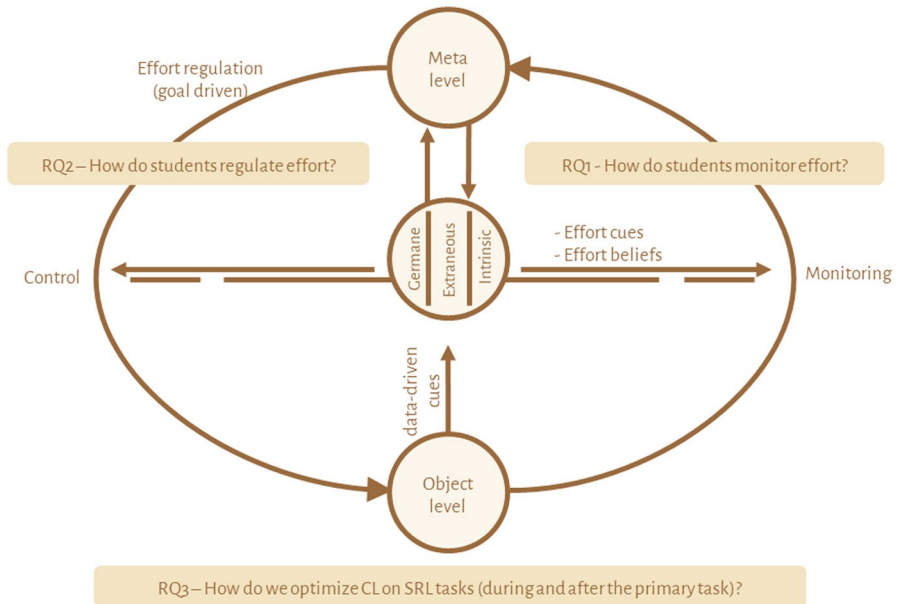 Meta
level
Effort regulation
(goal driven)
RQ2 – How do students regulate effort?
RQ1 - How do students monitor effort?
Germane
Extraneous
Intrinsic
- Effort cues
- Effort beliefs
Control
Monitoring
data-driven
cues
Object
level
RQ3 – How do we optimize CL on SRL tasks (during and after the primary task)?